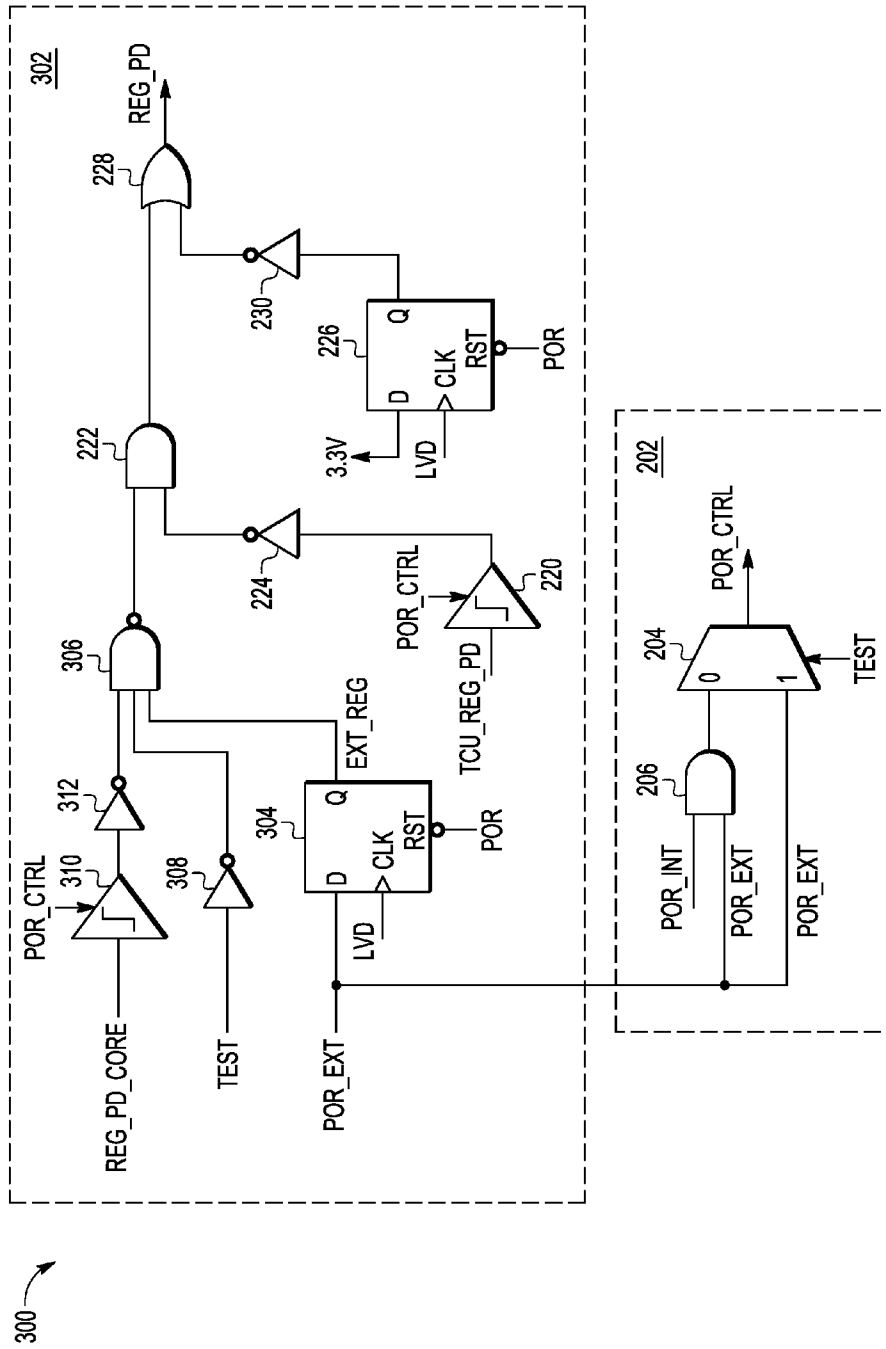 300
302
POR_CTRL
310
312
306
222
228
REG_PD
REG_PD_CORE
308
TEST
224
230
EXT_REG
304
D
Q
LVD
CLK
RST
POR
POR_EXT
POR_CTRL
TCU_REG_PD
220
3.3V
226
D
Q
LVD
CLK
RST
POR
202
POR_INT
206
POR_EXT
POR_EXT
204
0
1
POR_CTRL
TEST